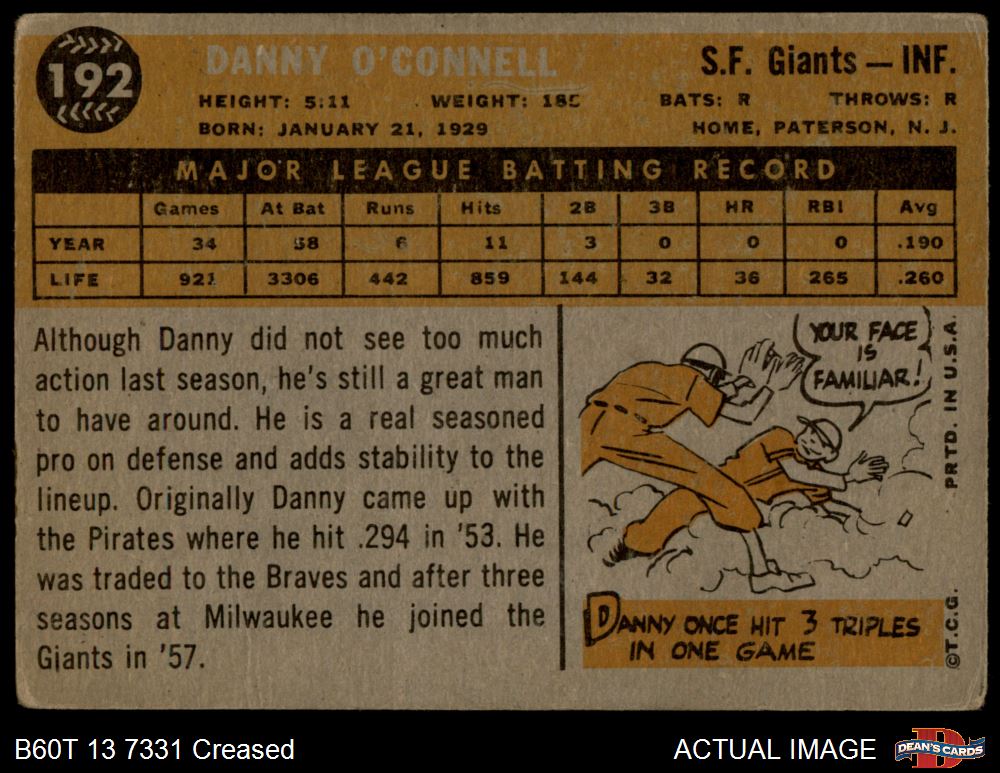 192
DANNY O'CONNELL
S.F. Giants — INF.
HEIGHT: 5:11 WEIGHT: 185 BATS: R THROWS: R
BORN: JANUARY 21, 1929 HOME, PATERSON, N. J.
MAJOR LEAGUE BATTING RECORD
Games At Bat Runs Hits 2B 3B HR RBI Avg
YEAR 34 58 6 11 3 0 0 0 .190
LIFE 921 3306 442 859 144 32 36 265 .260
Although Danny did not see too much
action last season, he's still a great man
to have around. He is a real seasoned
pro on defense and adds stability to the
lineup. Originally Danny came up with
the Pirates where he hit .294 in '53. He
was traded to the Braves and after three
seasons at Milwaukee he joined the
Giants in '57.
YOUR FACE
IS
FAMILIAR!
DANNY ONCE HIT 3 TRIPLES
IN ONE GAME
©T.C.G. PRTD. IN U.S.A.
B60T 13 7331 Creased
ACTUAL IMAGE
DEAN'S CARDS